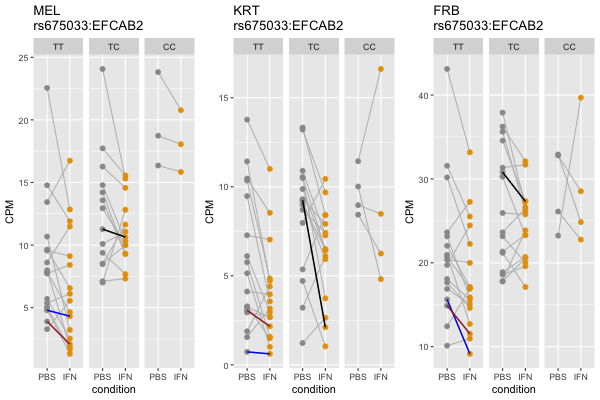 MEL
rs675033:EFCAB2
TT TC CC
25
20
15
10
5
CPM
PBS IFN PBS IFN PBS IFN
condition
KRT
rs675033:EFCAB2
TT TC CC
15
10
5
0
CPM
PBS IFN PBS IFN PBS IFN
condition
FRB
rs675033:EFCAB2
TT TC CC
40
30
20
10
CPM
PBS IFN PBS IFN PBS IFN
condition